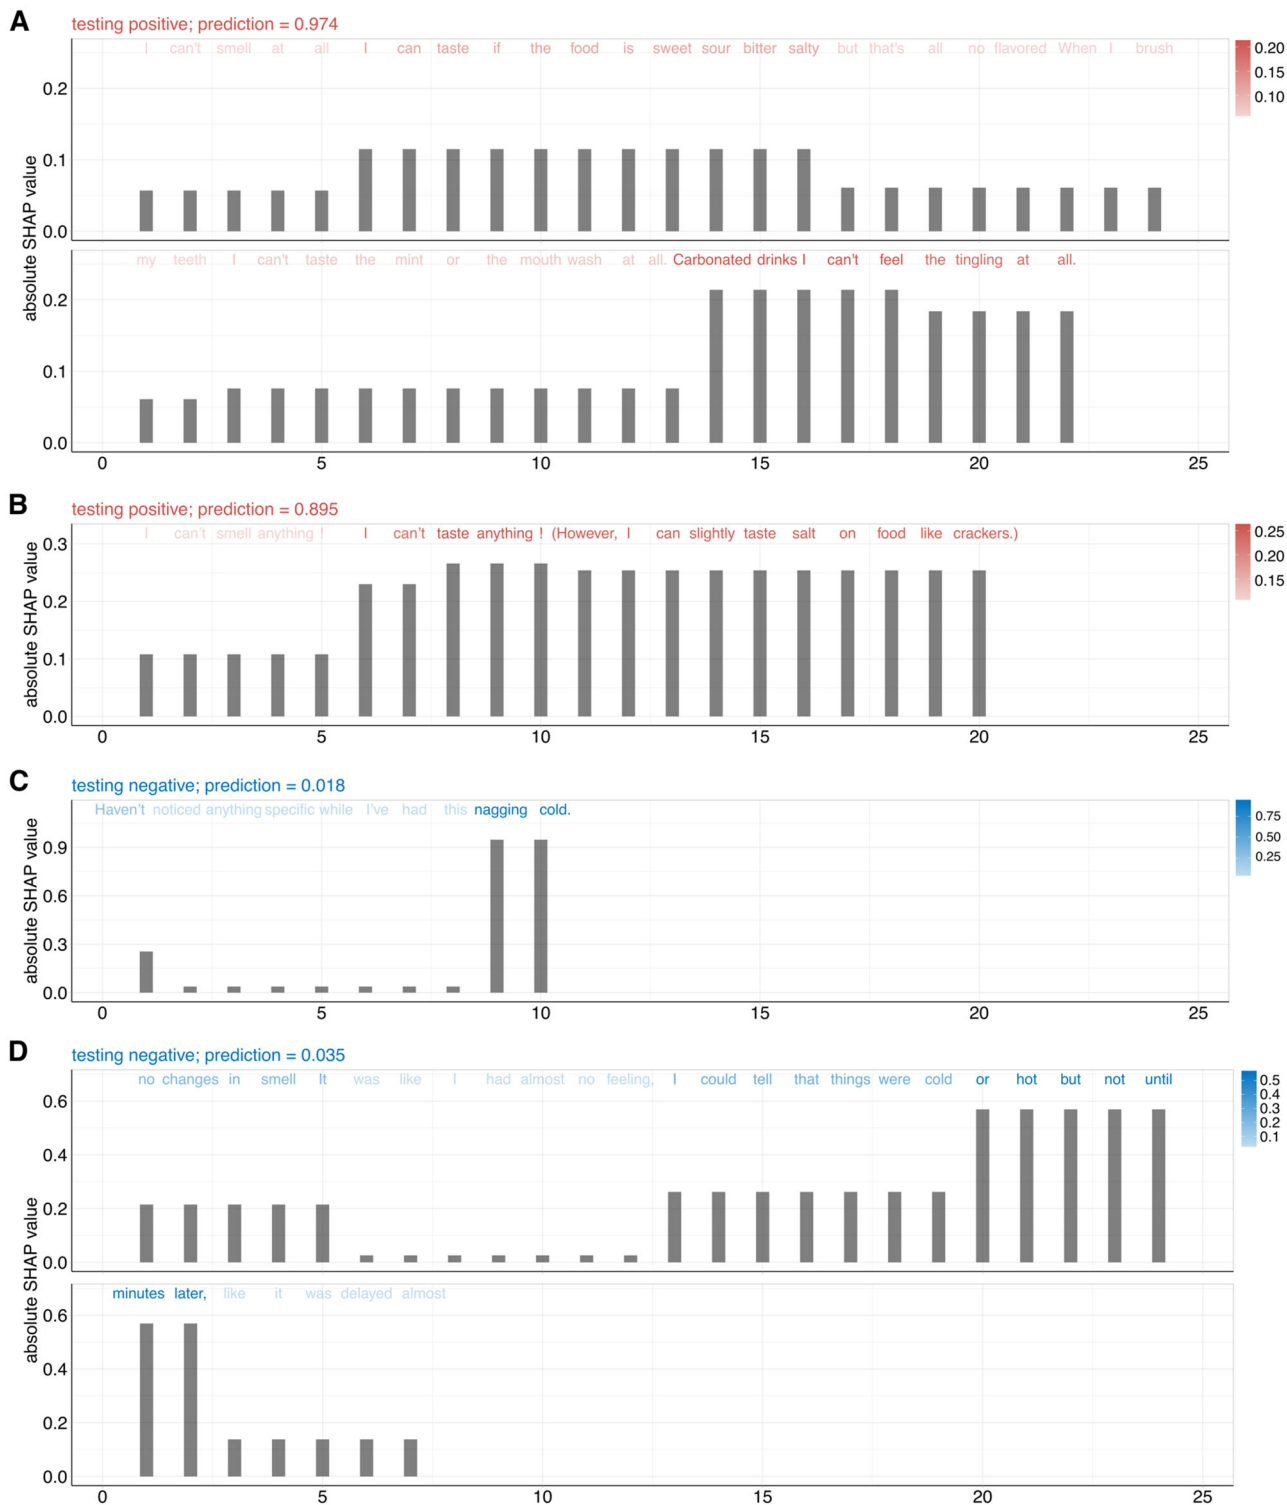 A
testing positive; prediction = 0.974
I can't smell at all I can taste if the food is sweet sour bitter salty but that's all no flavored When I brush
0.20
0.15
0.10
absolute SHAP value
0.2
0.1
0.0
my teeth I can't taste the mint or the mouth wash at all. Carbonated drinks I can't feel the tingling at all.
0.2
0.1
0.0
0 5 10 15 20 25
B
testing positive; prediction = 0.895
I can't smell anything ! I can't taste anything ! (However, I can slightly taste salt on food like crackers.)
0.25
0.20
0.15
absolute SHAP value
0.3
0.2
0.1
0.0
0 5 10 15 20 25
C
testing negative; prediction = 0.018
Haven't noticed anything specific while I've had this nagging cold.
0.75
0.50
0.25
absolute SHAP value
0.9
0.6
0.3
0.0
0 5 10 15 20 25
D
testing negative; prediction = 0.035
no changes in smell It was like I had almost no feeling, I could tell that things were cold or hot but not until
0.5
0.4
0.3
0.2
0.1
absolute SHAP value
0.6
0.4
0.2
0.0
minutes later, like it was delayed almost
0.6
0.4
0.2
0.0
0 5 10 15 20 25